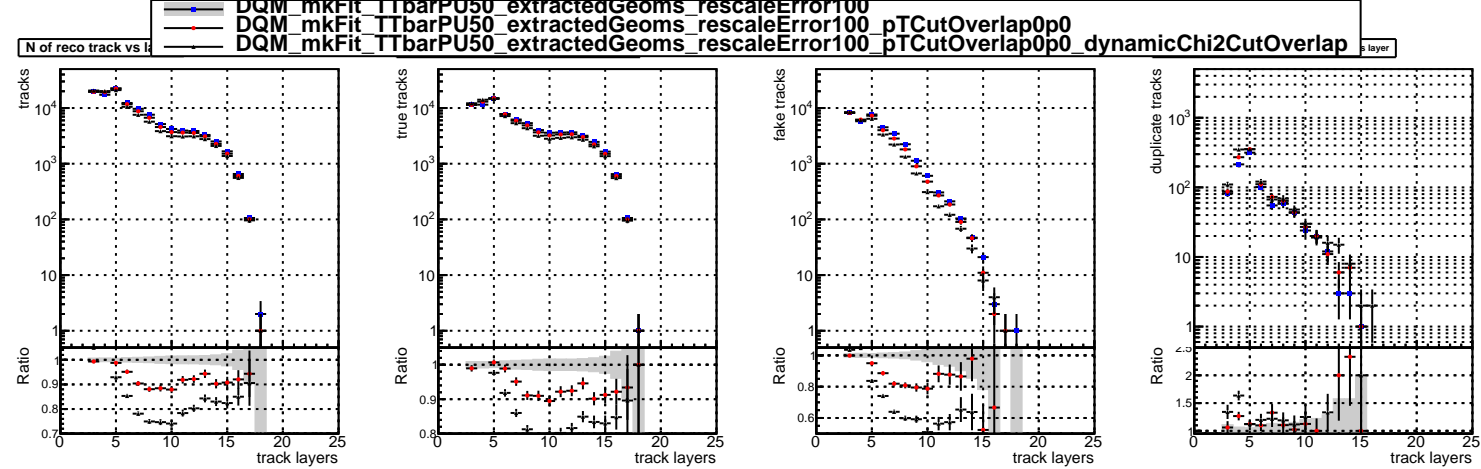 DQM_mkFit_TTbarPU50_extractedGeoms_rescaleError100
DQM_mkFit_TTbarPU50_extractedGeoms_rescaleError100_pTCutOverlap0p0
DQM_mkFit_TTbarPU50_extractedGeoms_rescaleError100_pTCutOverlap0p0_dynamicChi2CutOverlap
N of reco track vs
layer
tracks
10⁴
10³
10²
10
1
Ratio
1
0.9
0.8
0.7
0 5 10 15 20 25
track layers
true tracks
10⁴
10³
10²
10
1
Ratio
1
0.9
0.8
0 5 10 15 20 25
track layers
fake tracks
10⁴
10³
10²
10
1
Ratio
1
0.8
0.6
0 5 10 15 20 25
track layers
duplicate tracks
10³
10²
10
1
Ratio
2.5
2
1.5
1
0 5 10 15 20 25
track layers